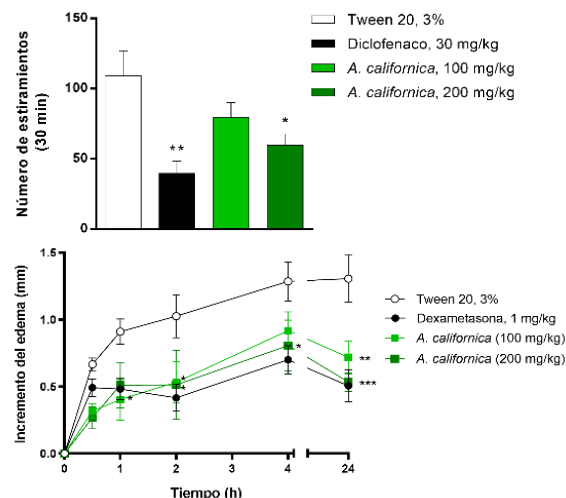 150
100
50
0
Número de estiramientos
(30 min)
**
*
Tween 20, 3%
Diclofenaco, 30 mg/kg
A. californica, 100 mg/kg
A. californica, 200 mg/kg
1.5
1.0
0.5
0.0
Incremento del edema (mm)
*
*
*
*
**
***
0 1 2 3 4 24
Tiempo (h)
Tween 20, 3%
Dexametasona, 1 mg/kg
A. californica (100 mg/kg)
A. californica (200 mg/kg)